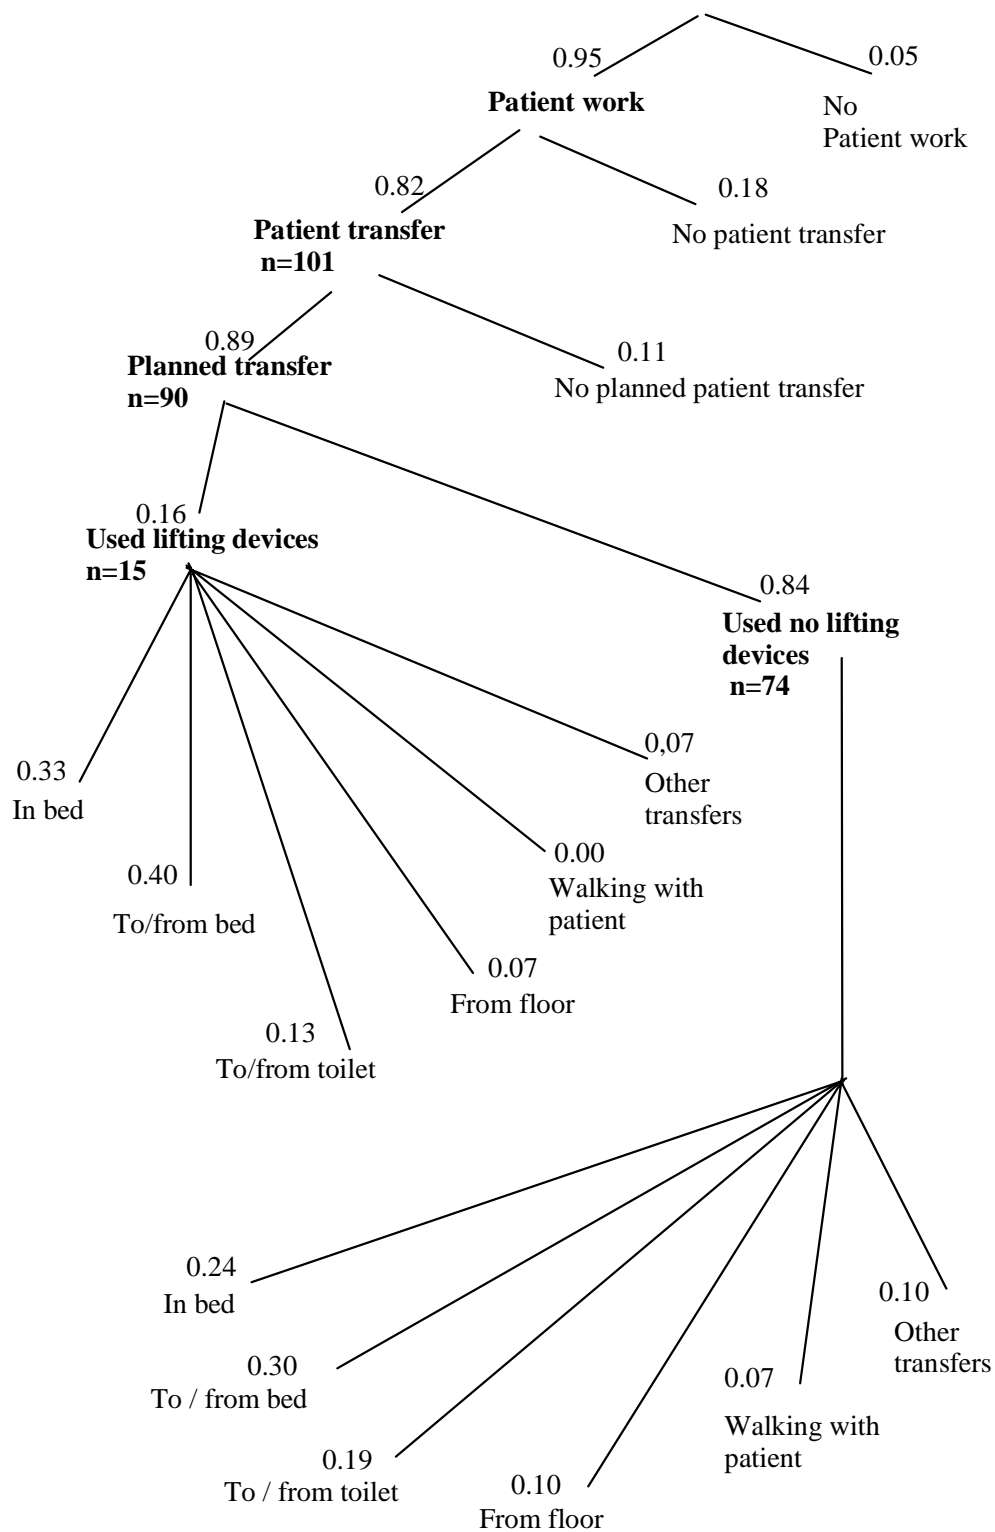 0.95
0.05
Patient work
No
Patient work
0.82
0.18
Patient transfer
n=101
No patient transfer
0.89
0.11
Planned transfer
n=90
No planned patient transfer
0.16
Used lifting devices
n=15
0.84
Used no lifting
devices
n=74
0.33
In bed
0.40
To/from bed
0.13
To/from toilet
0.07
From floor
0.00
Walking with
patient
0,07
Other
transfers
0.24
In bed
0.30
To / from bed
0.19
To / from toilet
0.10
From floor
0.07
Walking with
patient
0.10
Other
transfers